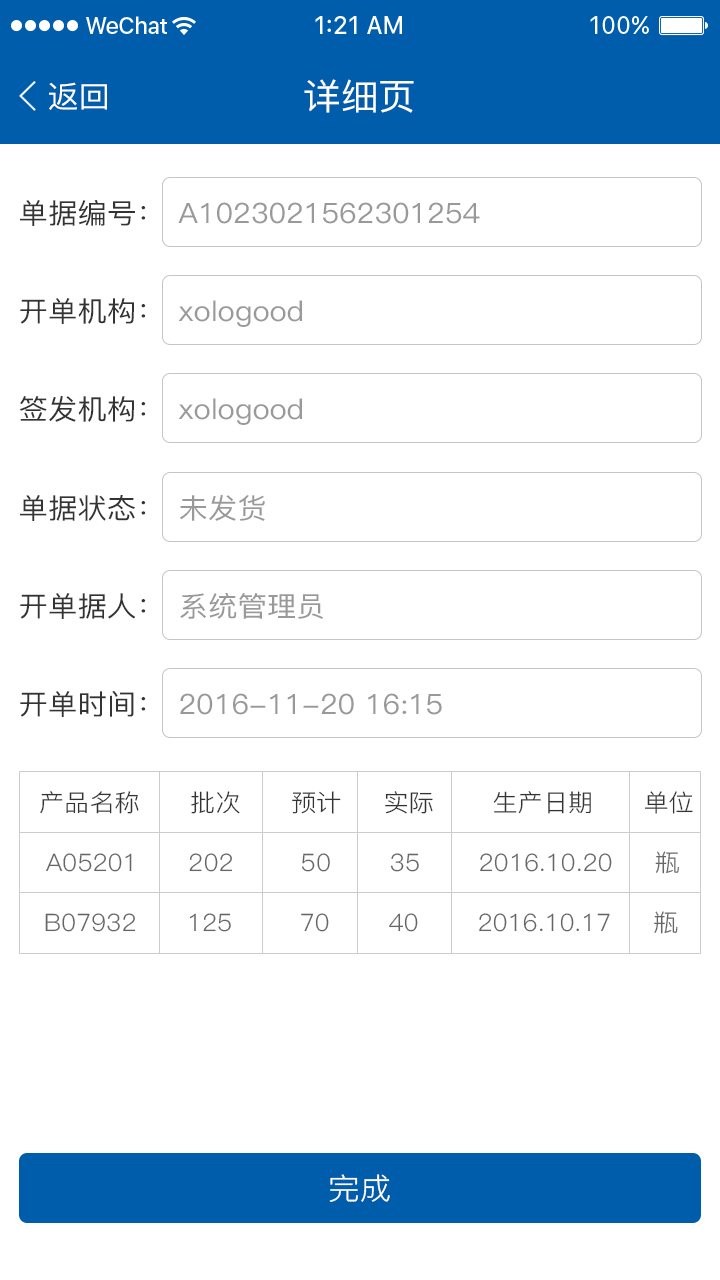 WeChat 1:21 AM 100%
返回 详细页
单据编号： A1023021562301254
开单机构： xologood
签发机构： xologood
单据状态： 未发货
开单据人： 系统管理员
开单时间： 2016-11-20 16:15
产品名称 批次 预计 实际 生产日期 单位
A05201 202 50 35 2016.10.20 瓶
B07932 125 70 40 2016.10.17 瓶
完成